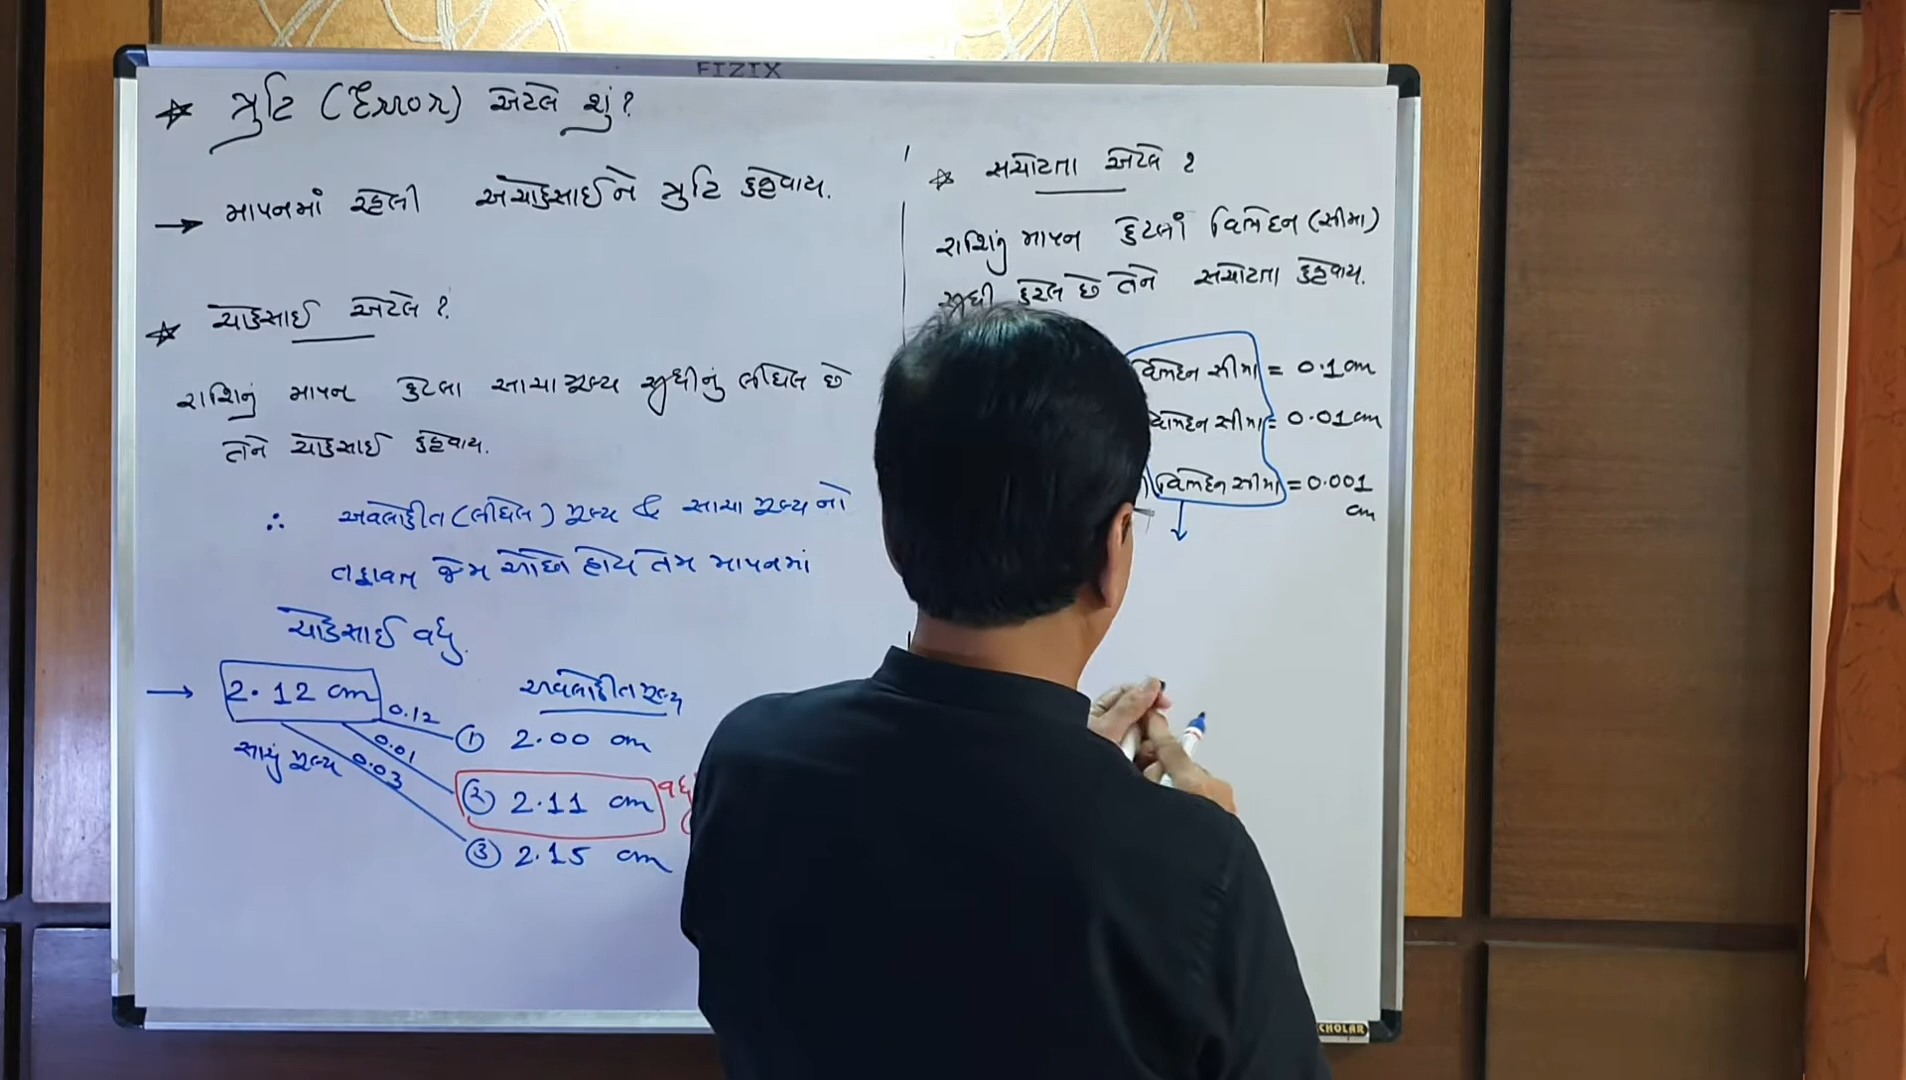 FIZIX
☆ ત્રુટિ (Error) એટલે શું?
→ માપનમાં રહેલી અચોક્કસાઈને ત્રુટિ કહેવાય.
☆ ચોક્કસાઈ એટલે ?
રાશિનું માપન કેટલા સાચા મૂલ્ય સુધીનું લીધેલ છે
તેને ચોક્કસાઈ કહેવાય.
∴ અવલોકીત (લીધેલ) મૂલ્ય & સાચા મૂલ્ય નો
તફાવત જેમ ઓછો હોય તેમ માપનમાં
ચોક્કસાઈ વધુ.
→ 2.12 cm
સાચું મૂલ્ય
અવલોકીત મૂલ્ય
0.12 ① 2.00 cm
0.01 ② 2.11 cm વધુ
0.03 ③ 2.15 cm
☆ સચોટતા એટલે ?
રાશિનું માપન કેટલાં વિભેદન (સીમા)
સુધી કરેલ છે તેને સચોટતા કહેવાય.
વિભેદન સીમા = 0.1 cm
વિભેદન સીમા = 0.01 cm
વિભેદન સીમા = 0.001
cm
SCHOLAR